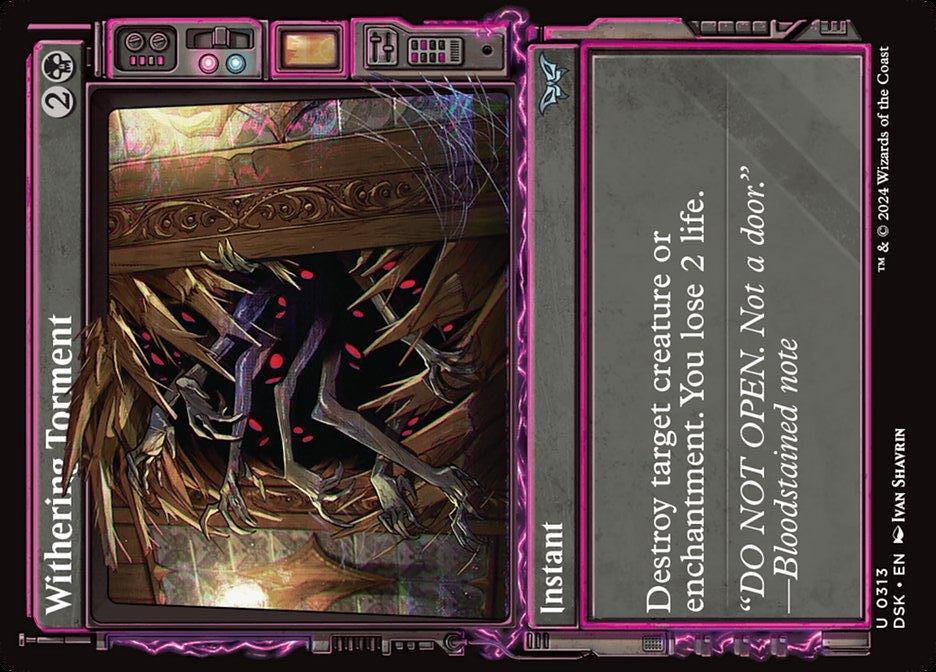 Withering Torment
2
Instant
Destroy target creature or
enchantment. You lose 2 life.
“DO NOT OPEN. Not a door.”
—Bloodstained note
U 0313
DSK • EN Ivan Shavrin
™ & © 2024 Wizards of the Coast